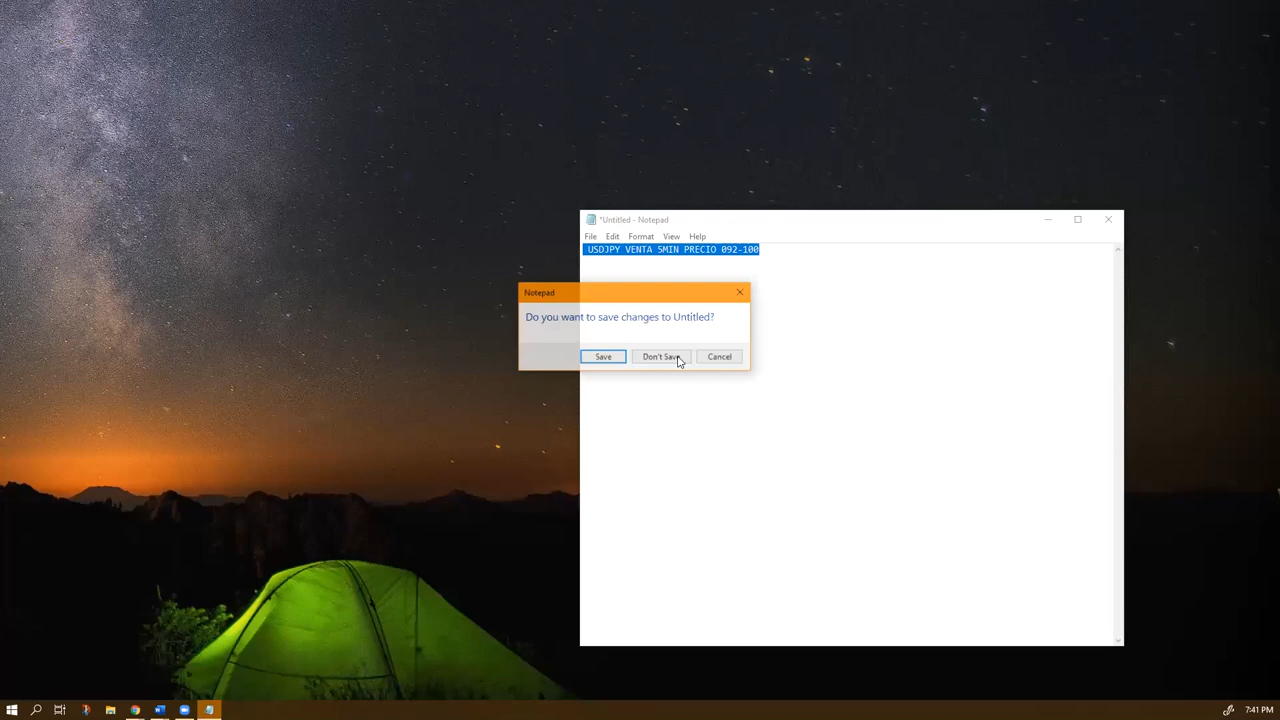 *Untitled - Notepad
File Edit Format View Help
USDJPY VENTA 5MIN PRECIO 092-100
Notepad
Do you want to save changes to Untitled?
Save Don't Save Cancel
7:41 PM